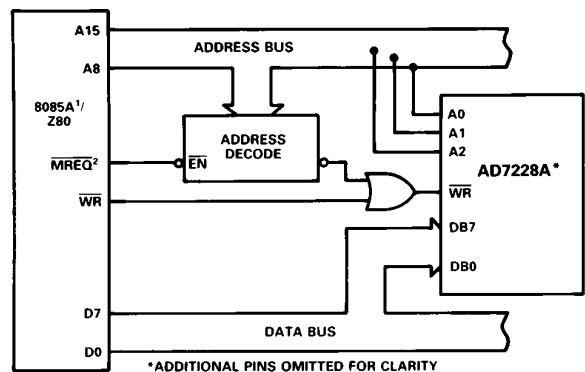 A15
ADDRESS BUS
A8
8085A¹/
Z80
ADDRESS
DECODE
EN
MREQ²
WR
A0
A1
A2
AD7228A*
WR
DB7
DB0
D7
DATA BUS
D0
*ADDITIONAL PINS OMITTED FOR CLARITY